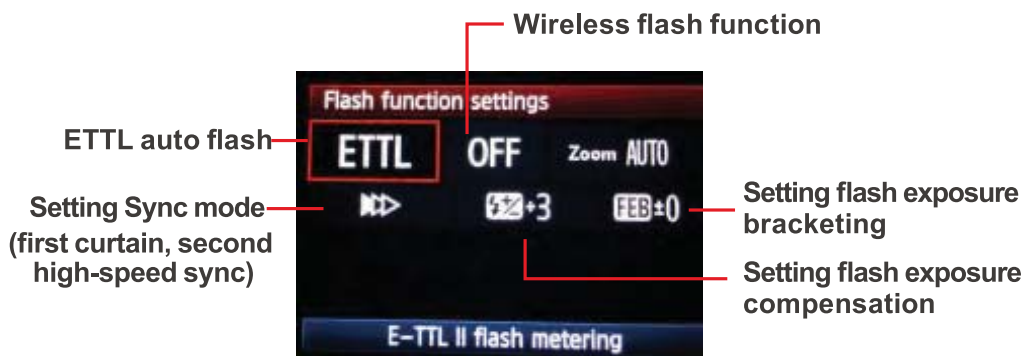 Wireless flash function
Flash function settings
ETTL auto flash
ETTL OFF Zoom AUTO
Setting Sync mode
(first curtain, second
high-speed sync)
+3 FEB±0
Setting flash exposure
bracketing
Setting flash exposure
compensation
E-TTL II flash metering